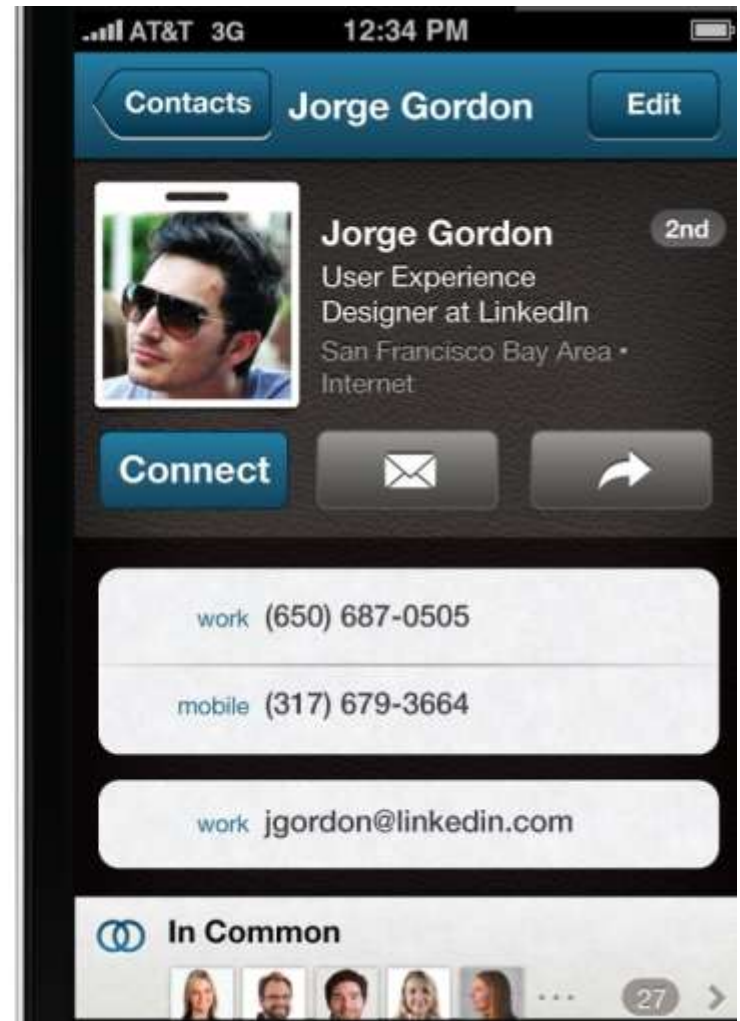 AT&T 3G 12:34 PM
Contacts Jorge Gordon Edit
Jorge Gordon 2nd
User Experience
Designer at LinkedIn
San Francisco Bay Area •
Internet
Connect
work (650) 687-0505
mobile (317) 679-3664
work jgordon@linkedin.com
In Common
... 27